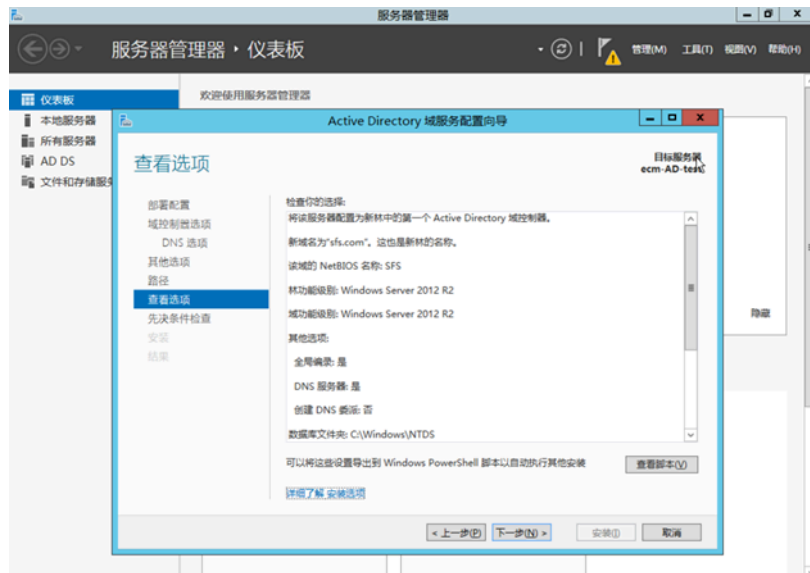 服务器管理器
服务器管理器 · 仪表板
管理(M) 工具(T) 视图(V) 帮助(H)
仪表板
本地服务器
所有服务器
AD DS
文件和存储服
欢迎使用服务器管理器
Active Directory 域服务配置向导
查看选项
目标服务器
ecm-AD-test
部署配置
域控制器选项
DNS 选项
其他选项
路径
查看选项
先决条件检查
安装
结果
检查你的选择:
将该服务器配置为新林中的第一个 Active Directory 域控制器。
新域名为"sfs.com"。这也是新林的名称。
该域的 NetBIOS 名称: SFS
林功能级别: Windows Server 2012 R2
域功能级别: Windows Server 2012 R2
其他选项:
全局编录: 是
DNS 服务器: 是
创建 DNS 委派: 否
数据库文件夹: C:\Windows\NTDS
可以将这些设置导出到 Windows PowerShell 脚本以自动执行其他安装
查看脚本(V)
详细了解 安装选项
< 上一步(P) 下一步(N) > 安装(I) 取消
隐藏